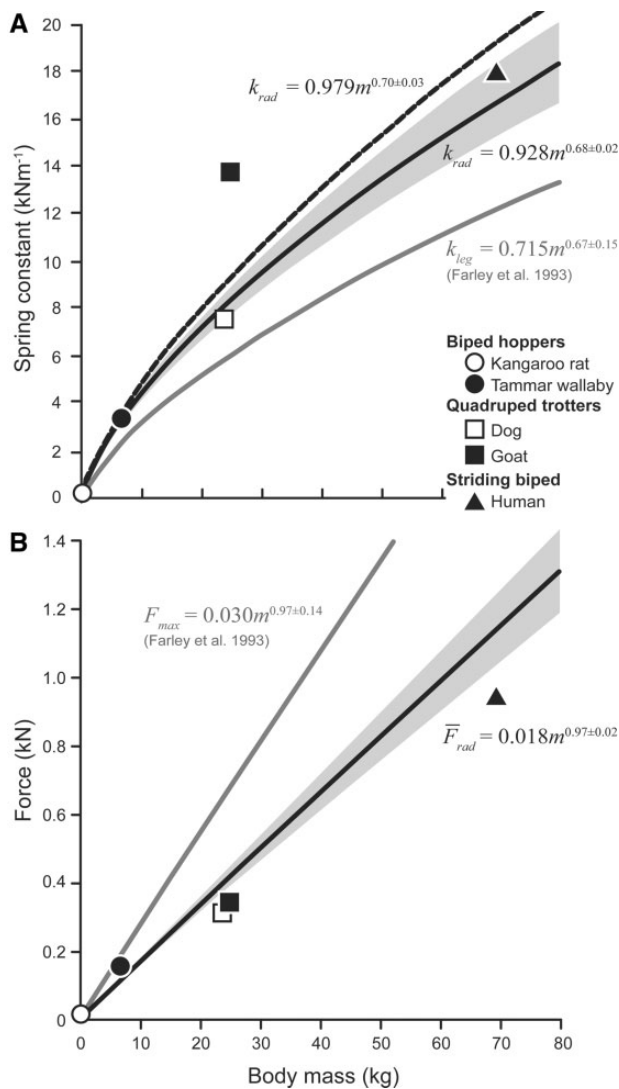 A
20
18
16
14
12
10
8
6
4
2
0
Spring constant (kNm⁻¹)
k_rad = 0.979m^0.70±0.03
k_rad = 0.928m^0.68±0.02
k_leg = 0.715m^0.67±0.15
(Farley et al. 1993)
Biped hoppers
Kangaroo rat
Tammar wallaby
Quadruped trotters
Dog
Goat
Striding biped
Human
B
1.4
1.2
1.0
0.8
0.6
0.4
0.2
0
Force (kN)
F_max = 0.030m^0.97±0.14
(Farley et al. 1993)
F̅_rad = 0.018m^0.97±0.02
0 10 20 30 40 50 60 70 80
Body mass (kg)